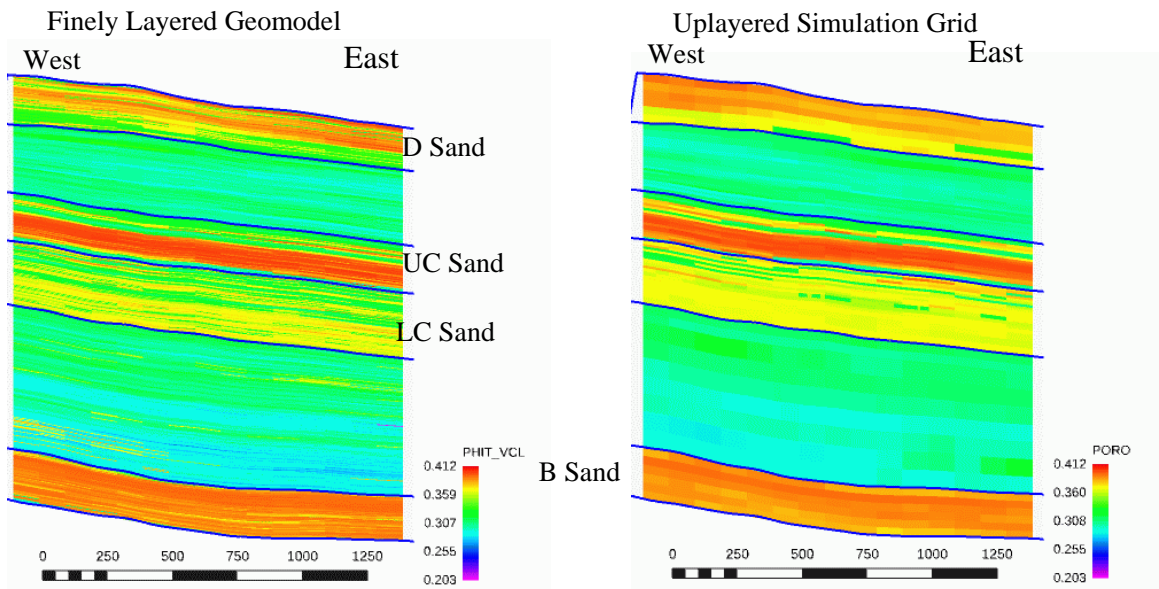 Finely Layered Geomodel
West
East
D Sand
UC Sand
LC Sand
B Sand
PHIT_VCL
0.412
0.359
0.307
0.255
0.203
0 250 500 750 1000 1250
Uplayered Simulation Grid
West
East
PORO
0.412
0.360
0.308
0.255
0.203
0 250 500 750 1000 1250